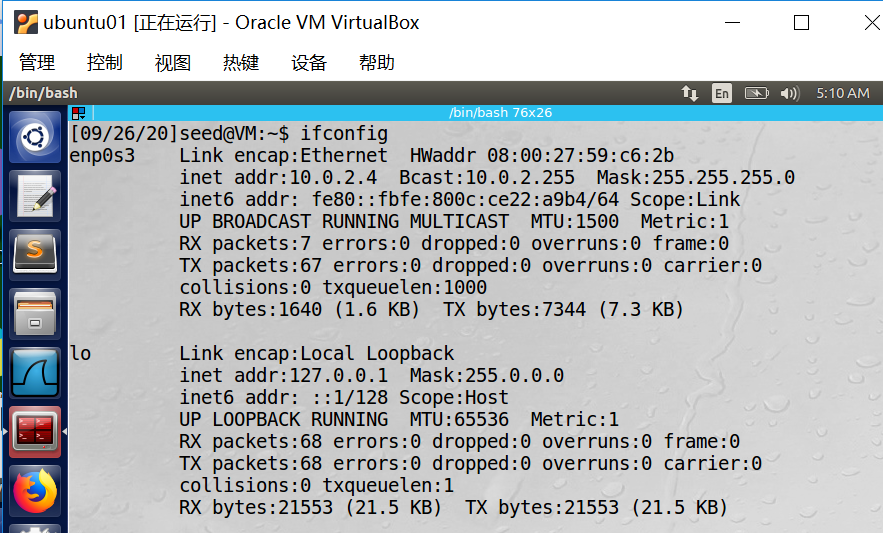 ubuntu01 [正在运行] - Oracle VM VirtualBox
管理 控制 视图 热键 设备 帮助
/bin/bash En 5:10 AM
/bin/bash 76x26
[09/26/20]seed@VM:~$ ifconfig
enp0s3    Link encap:Ethernet  HWaddr 08:00:27:59:c6:2b
          inet addr:10.0.2.4  Bcast:10.0.2.255  Mask:255.255.255.0
          inet6 addr: fe80::fbfe:800c:ce22:a9b4/64 Scope:Link
          UP BROADCAST RUNNING MULTICAST  MTU:1500  Metric:1
          RX packets:7 errors:0 dropped:0 overruns:0 frame:0
          TX packets:67 errors:0 dropped:0 overruns:0 carrier:0
          collisions:0 txqueuelen:1000
          RX bytes:1640 (1.6 KB)  TX bytes:7344 (7.3 KB)
lo        Link encap:Local Loopback
          inet addr:127.0.0.1  Mask:255.0.0.0
          inet6 addr: ::1/128 Scope:Host
          UP LOOPBACK RUNNING  MTU:65536  Metric:1
          RX packets:68 errors:0 dropped:0 overruns:0 frame:0
          TX packets:68 errors:0 dropped:0 overruns:0 carrier:0
          collisions:0 txqueuelen:1
          RX bytes:21553 (21.5 KB)  TX bytes:21553 (21.5 KB)